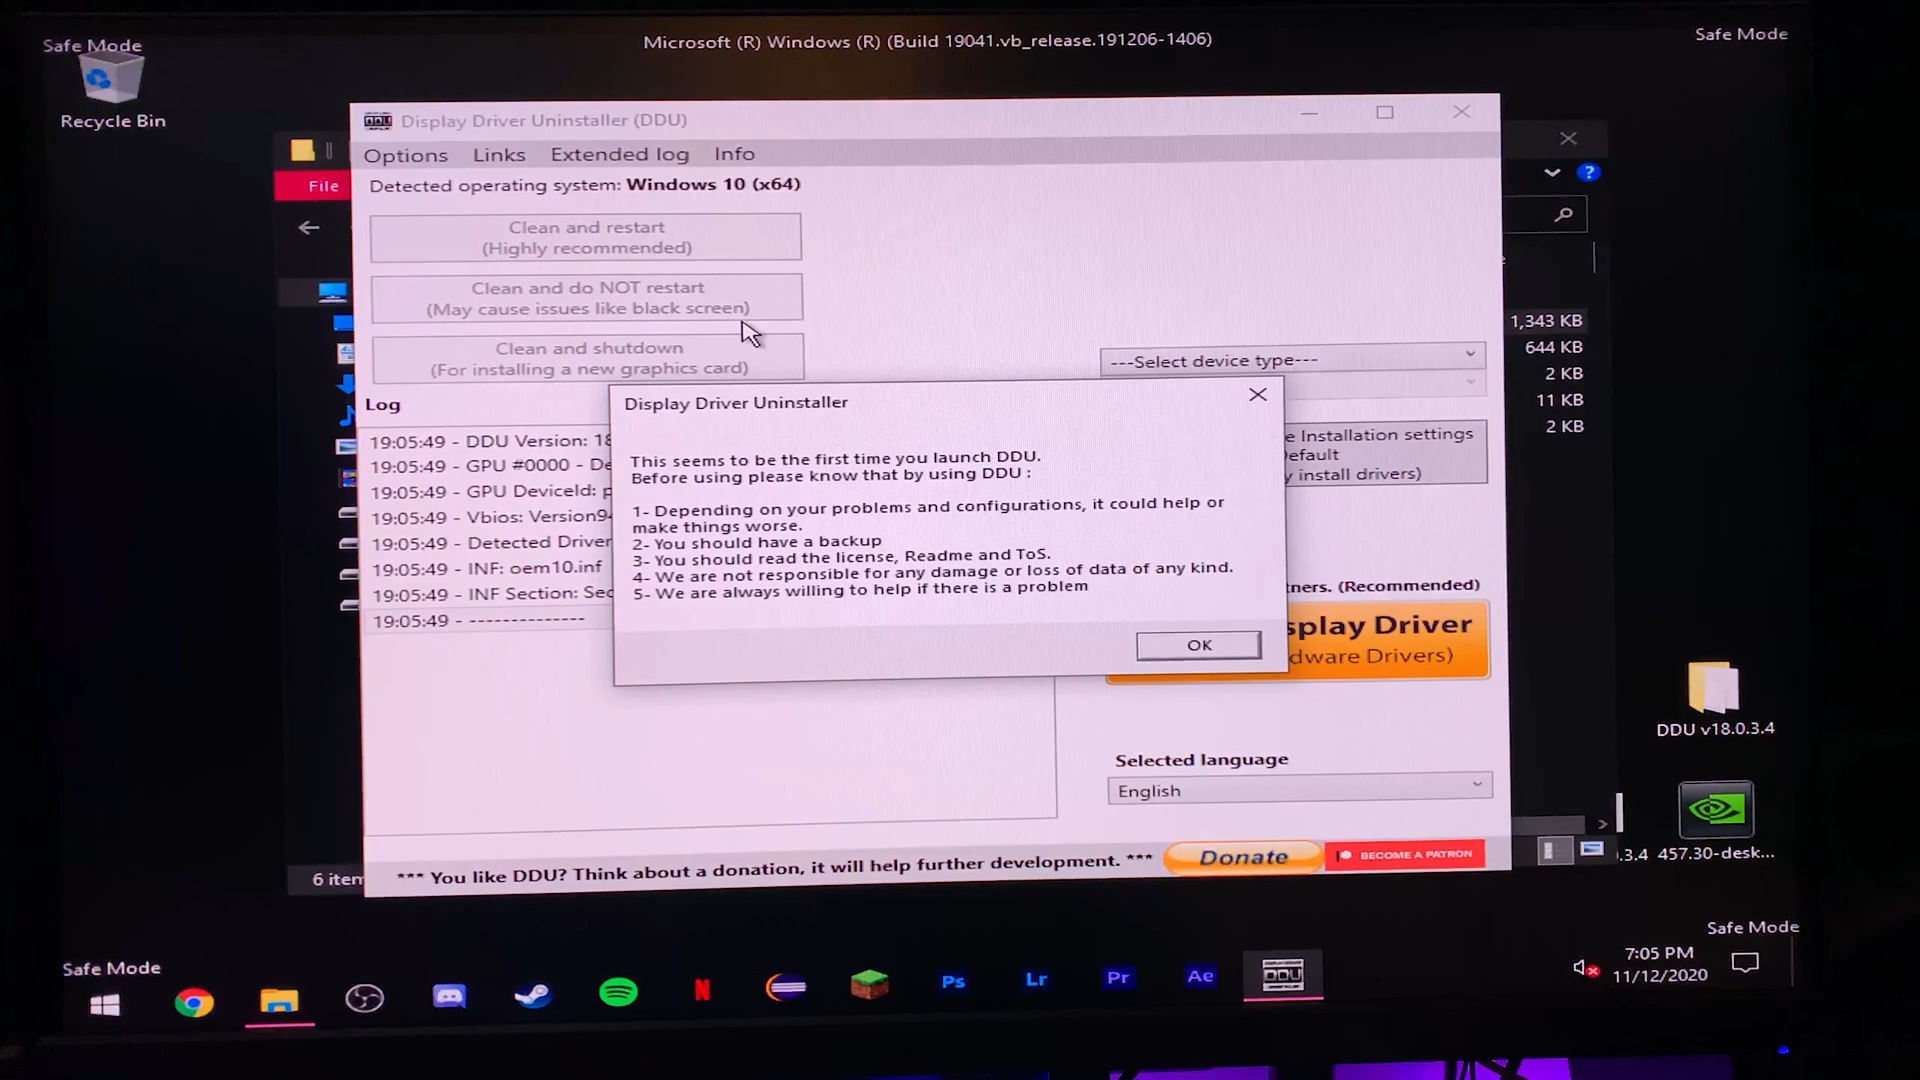 Safe Mode
Microsoft (R) Windows (R) (Build 19041.vb_release.191206-1406)
Safe Mode
Recycle Bin
Display Driver Uninstaller (DDU)
File
Options Links Extended log Info
Detected operating system: Windows 10 (x64)
Clean and restart
(Highly recommended)
Clean and do NOT restart
(May cause issues like black screen)
Clean and shutdown
(For installing a new graphics card)
---Select device type---
1,343 KB
644 KB
2 KB
11 KB
2 KB
Log
19:05:49 - DDU Version: 18
19:05:49 - GPU #0000 - De
19:05:49 - GPU DeviceId: p
19:05:49 - Vbios: Version94
19:05:49 - Detected Driver
19:05:49 - INF: oem10.inf
19:05:49 - INF Section: Sec
19:05:49 - --------------
Display Driver Uninstaller
This seems to be the first time you launch DDU.
Before using please know that by using DDU :
1- Depending on your problems and configurations, it could help or
make things worse.
2- You should have a backup
3- You should read the license, Readme and ToS.
4- We are not responsible for any damage or loss of data of any kind.
5- We are always willing to help if there is a problem
OK
e Installation settings
efault
y install drivers)
tners. (Recommended)
splay Driver
dware Drivers)
Selected language
English
*** You like DDU? Think about a donation, it will help further development. ***
Donate
BECOME A PATRON
6 item
DDU v18.0.3.4
.3.4
457.30-desk...
Safe Mode
Safe Mode
Ps
Lr
Pr
Ae
DDU
7:05 PM
11/12/2020